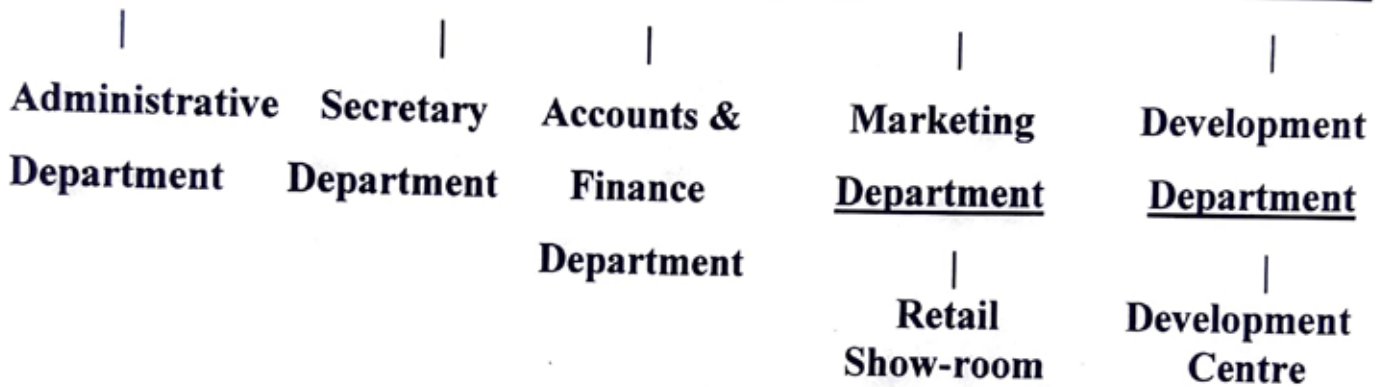 Administrative Secretary Accounts & Marketing Development
Department Department Finance Department Department
Department
Retail Development
Show-room Centre